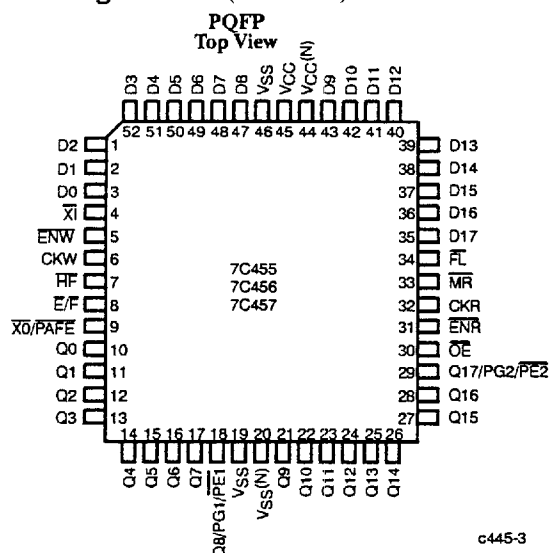 PQFP
Top View
D3 D4 D5 D6 D7 D8 VSS VCC VCC(N) D9 D10 D11 D12
52 51 50 49 48 47 46 45 44 43 42 41 40
D2 1
D1 2
D0 3
XI 4
ENW 5
CKW 6
HF 7
E/F 8
X0/PAFE 9
Q0 10
Q1 11
Q2 12
Q3 13
7C455
7C456
7C457
39 D13
38 D14
37 D15
36 D16
35 D17
34 FL
33 MR
32 CKR
31 ENR
30 OE
29 Q17/PG2/PE2
28 Q16
27 Q15
14 15 16 17 18 19 20 21 22 23 24 25 26
Q4 Q5 Q6 Q7 Q8/PG1/PE1 VSS VSS(N) Q9 Q10 Q11 Q12 Q13 Q14
c445-3